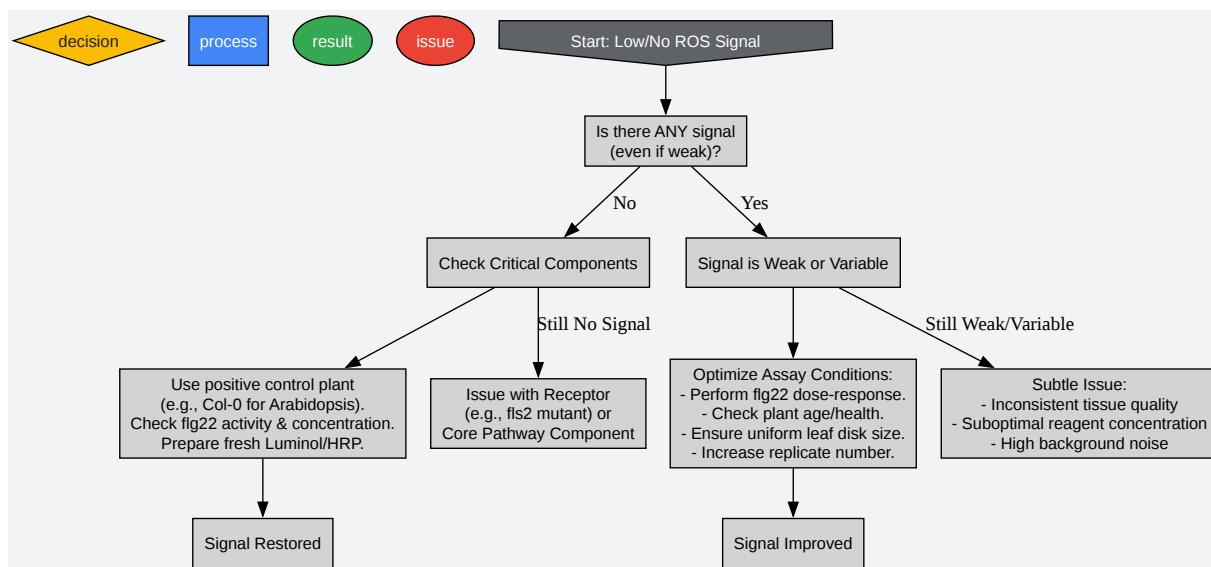 decision
process
result
issue
Start: Low/No ROS Signal
Is there ANY signal
(even if weak)?
No
Yes
Check Critical Components
Signal is Weak or Variable
Still No Signal
Still Weak/Variable
Use positive control plant
(e.g., Col-0 for Arabidopsis).
Check flg22 activity & concentration.
Prepare fresh Luminol/HRP.
Issue with Receptor
(e.g., fls2 mutant) or
Core Pathway Component
Optimize Assay Conditions:
- Perform flg22 dose-response.
- Check plant age/health.
- Ensure uniform leaf disk size.
- Increase replicate number.
Subtle Issue:
- Inconsistent tissue quality
- Suboptimal reagent concentration
- High background noise
Signal Restored
Signal Improved